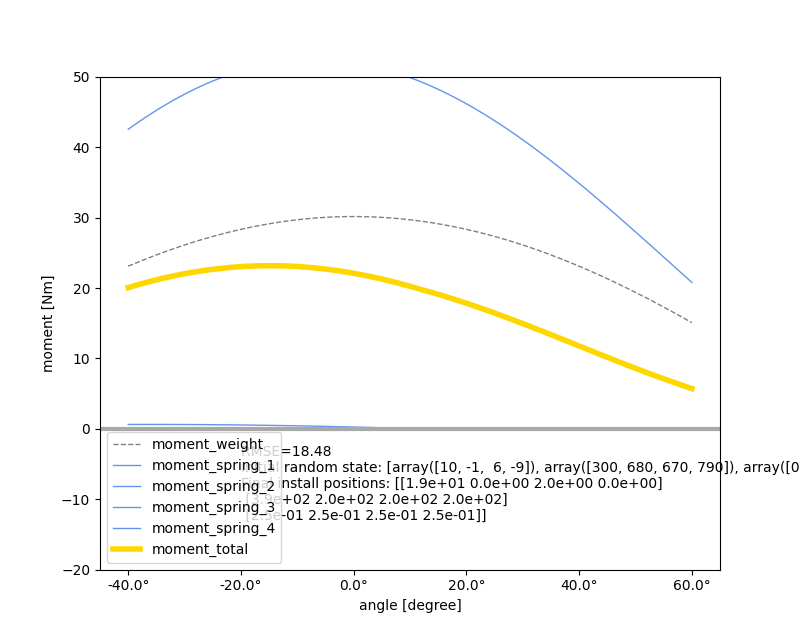 50
40
30
20
10
0
−10
−20
moment [Nm]
moment_weight
moment_spring_1
moment_spring_2
moment_spring_3
moment_spring_4
moment_total
RMSE=18.48
random state: [array([10, -1, 6, -9]), array([300, 680, 670, 790]), array([0
Final install positions: [[1.9e+01 0.0e+00 2.0e+00 0.0e+00]
[3.9e+02 2.0e+02 2.0e+02 2.0e+02]
2.5e-01 2.5e-01 2.5e-01]]
-40.0° -20.0° 0.0° 20.0° 40.0° 60.0°
angle [degree]